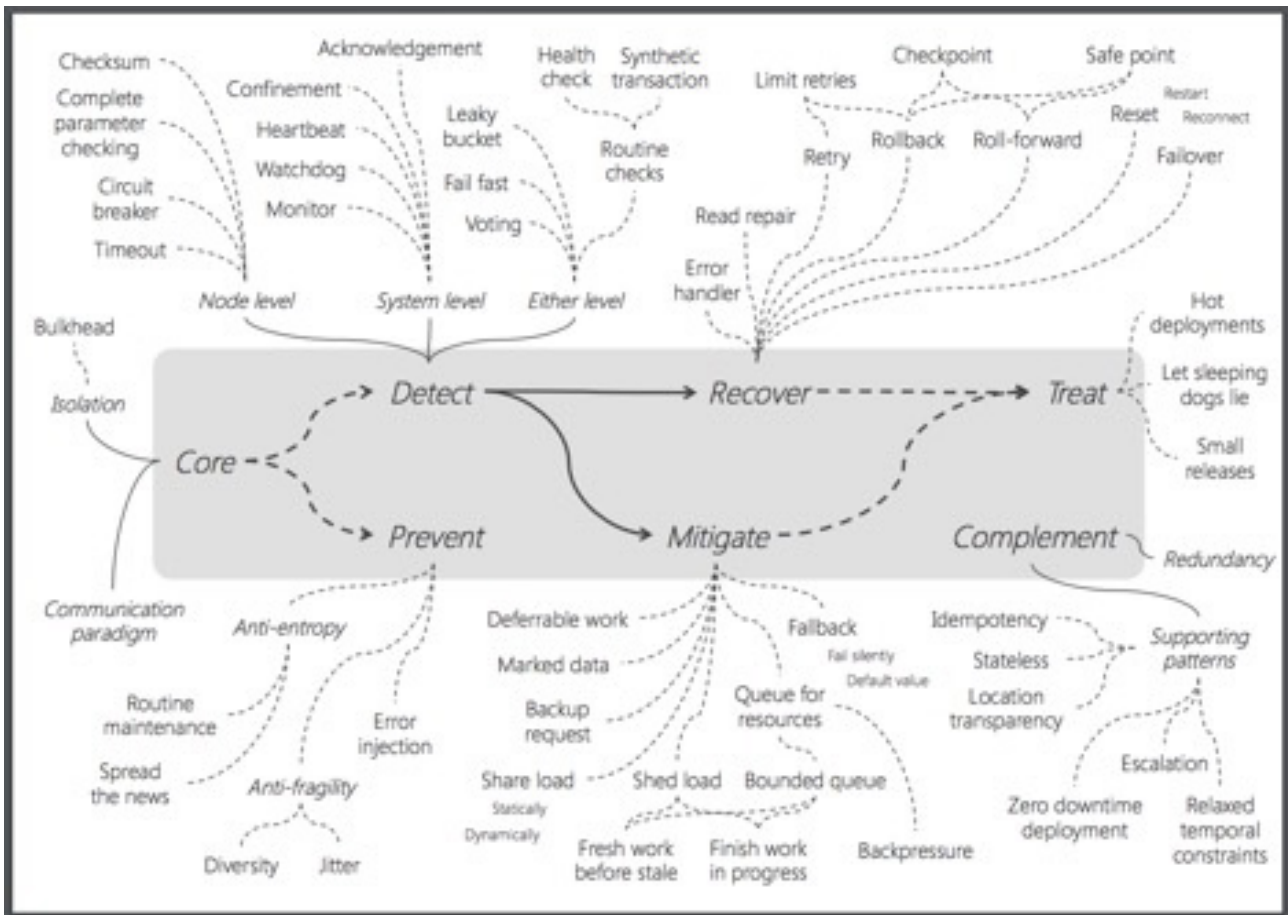 Checksum
Complete
parameter
checking
Circuit
breaker
Timeout
Node level
Acknowledgement
Confinement
Heartbeat
Watchdog
Monitor
System level
Leaky
bucket
Fail fast
Voting
Either level
Health
check
Synthetic
transaction
Routine
checks
Limit retries
Retry
Checkpoint
Safe point
Rollback
Roll-forward
Reset
Restart
Reconnect
Failover
Read repair
Error
handler
Bulkhead
Isolation
Core
Communication
paradigm
Detect
Recover
Treat
Hot
deployments
Let sleeping
dogs lie
Small
releases
Prevent
Mitigate
Complement
Redundancy
Anti-entropy
Routine
maintenance
Spread
the news
Anti-fragility
Diversity
Jitter
Error
injection
Deferrable work
Marked data
Backup
request
Share load
Statically
Dynamically
Shed load
Fallback
Fail silently
Default value
Queue for
resources
Bounded queue
Fresh work
before stale
Finish work
in progress
Backpressure
Idempotency
Stateless
Location
transparency
Supporting
patterns
Zero downtime
deployment
Escalation
Relaxed
temporal
constraints